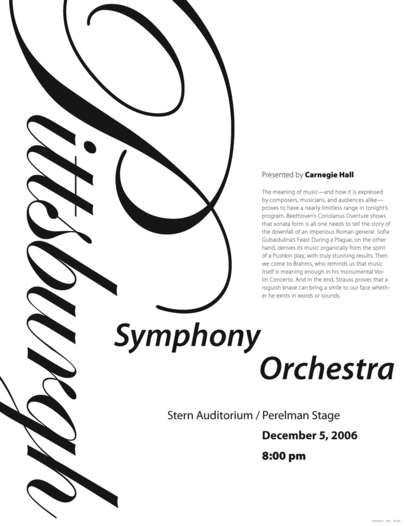 Pittsburgh
Presented by Carnegie Hall
The meaning of music—and how it is expressed
by composers, musicians, and audiences alike—
proves to have a nearly limitless range in tonight's
program. Beethoven's Coriolanus Overture shows
that sonata form is all one needs to tell the story of
the downfall of an imperious Roman general. Sofia
Gubaidulina's Feast During a Plague, on the other
hand, derives its music organically from the spirit
of a Pushkin play, with truly stunning results. Then
we come to Brahms, who reminds us that music
itself is meaning enough in his monumental Vio-
lin Concerto. And in the end, Strauss proves that a
roguish knave can bring a smile to our face wheth-
er he exists in words or sounds.
Symphony
Orchestra
Stern Auditorium / Perelman Stage
December 5, 2006
8:00 pm